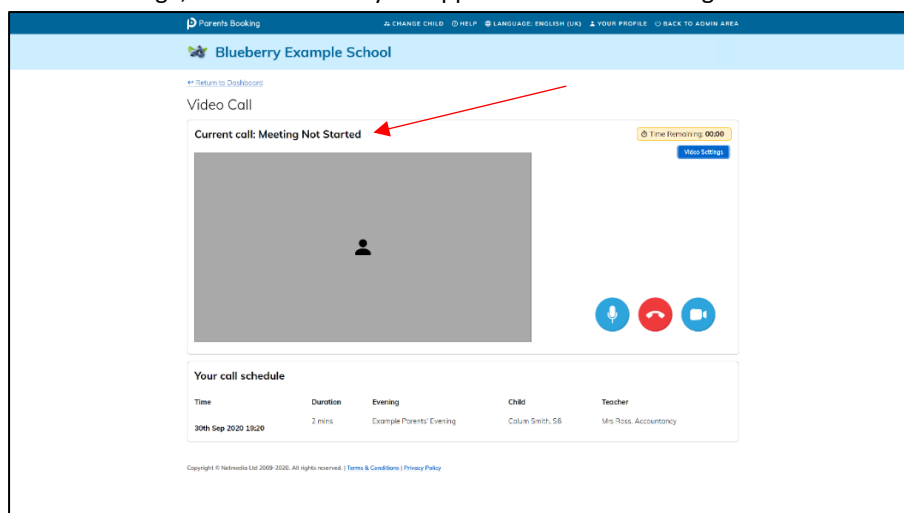 Parents Booking CHANGE CHILD HELP LANGUAGE: ENGLISH (UK) YOUR PROFILE BACK TO ADMIN AREA
Blueberry Example School
↩ Return to Dashboard
Video Call
Current call: Meeting Not Started
Time Remaining: 00:00
Video Settings
Your call schedule
Time Duration Evening Child Teacher
30th Sep 2020 19:20 2 mins Example Parents' Evening Calum Smith, S6 Mrs Ross, Accountancy
Copyright © Netmedia Ltd 2009-2020. All rights reserved. | Terms & Conditions | Privacy Policy